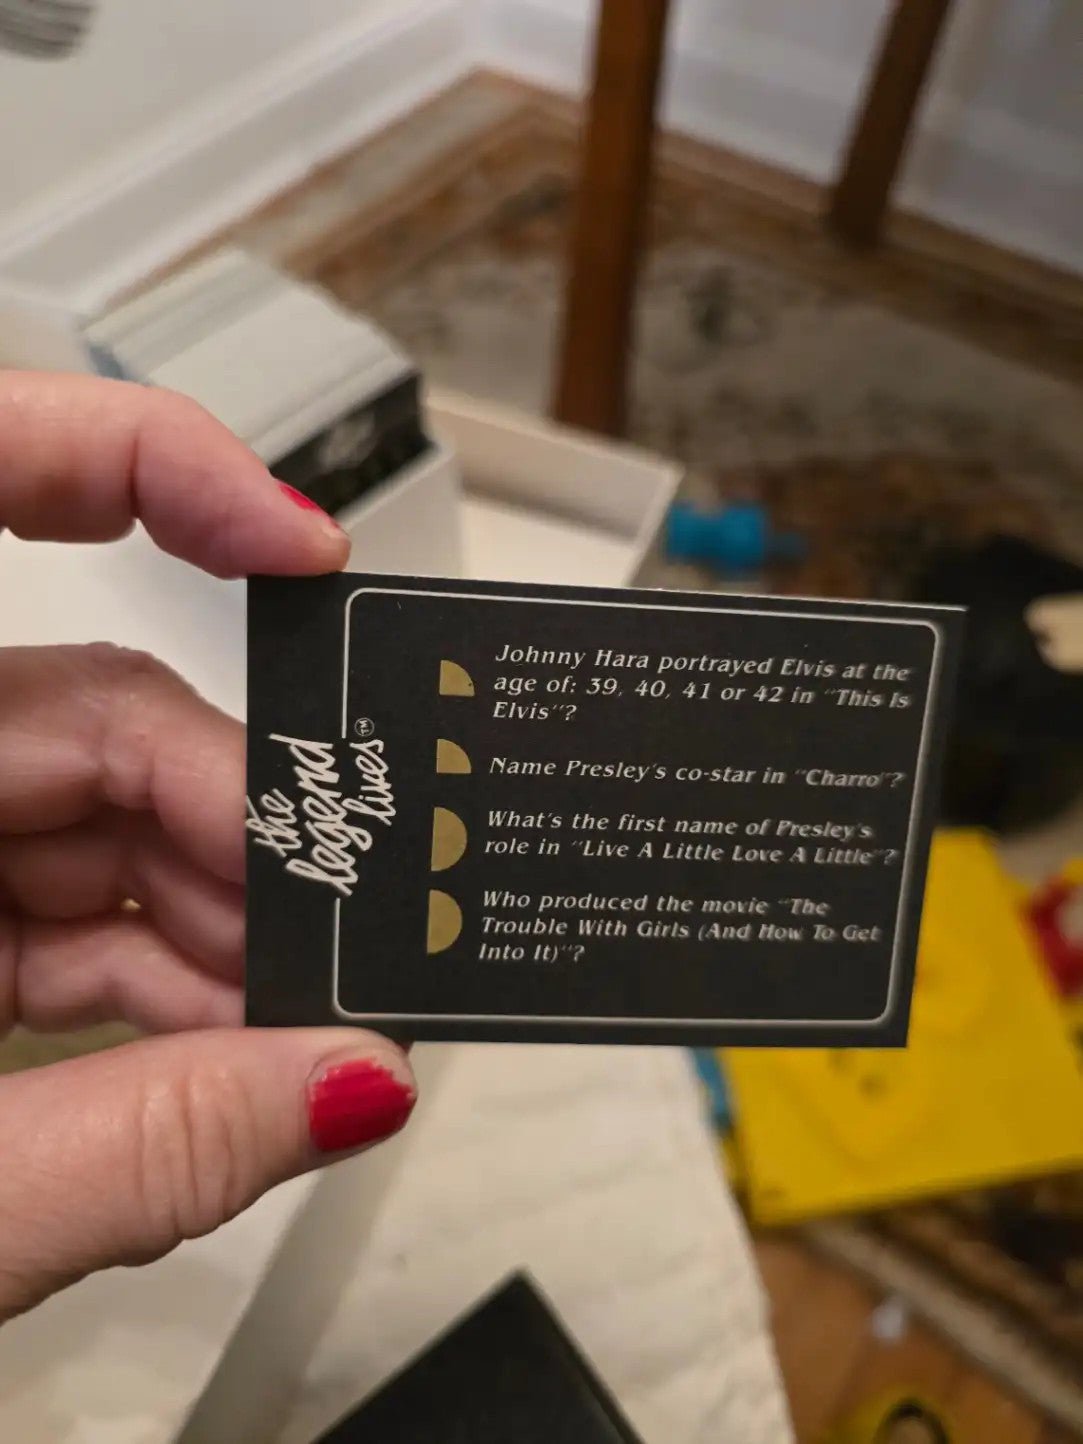 the
legend
lives™
Johnny Hara portrayed Elvis at the
age of: 39, 40, 41 or 42 in "This Is
Elvis"?
Name Presley's co-star in "Charro"?
What's the first name of Presley's
role in "Live A Little Love A Little"?
Who produced the movie "The
Trouble With Girls (And How To Get
Into It)"?